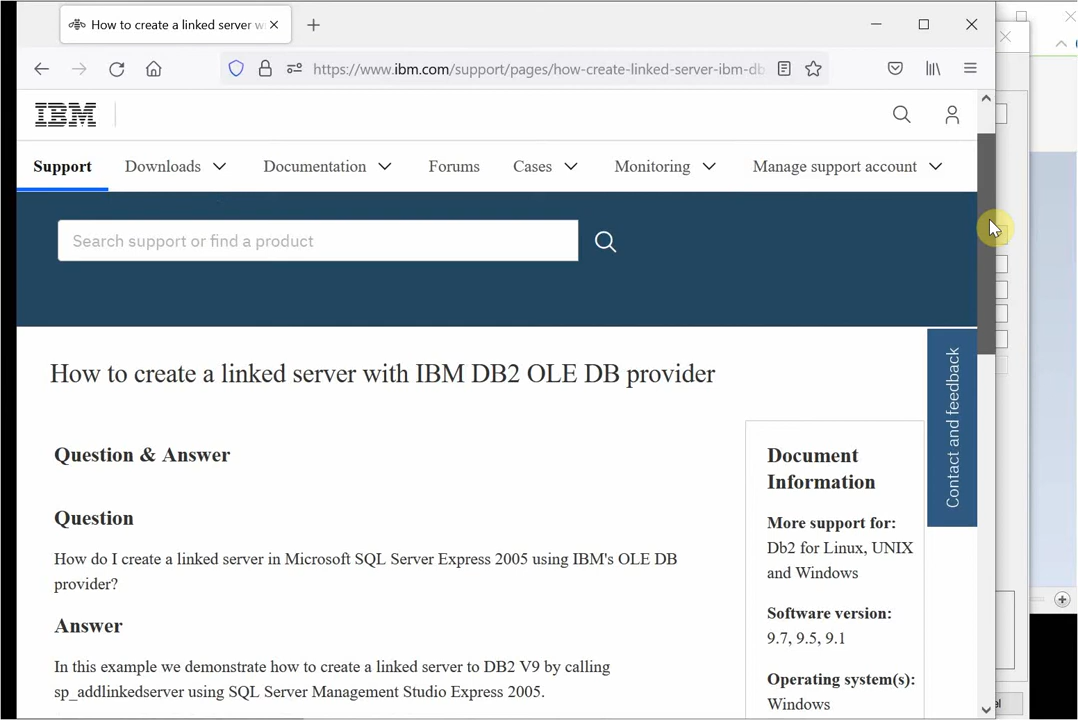 How to create a linked server w
https://www.ibm.com/support/pages/how-create-linked-server-ibm-db
IBM
Support Downloads Documentation Forums Cases Monitoring Manage support account
Search support or find a product
How to create a linked server with IBM DB2 OLE DB provider
Contact and feedback
Question & Answer
Question
How do I create a linked server in Microsoft SQL Server Express 2005 using IBM's OLE DB
provider?
Answer
In this example we demonstrate how to create a linked server to DB2 V9 by calling
sp_addlinkedserver using SQL Server Management Studio Express 2005.
Document
Information
More support for:
Db2 for Linux, UNIX
and Windows
Software version:
9.7, 9.5, 9.1
Operating system(s):
Windows